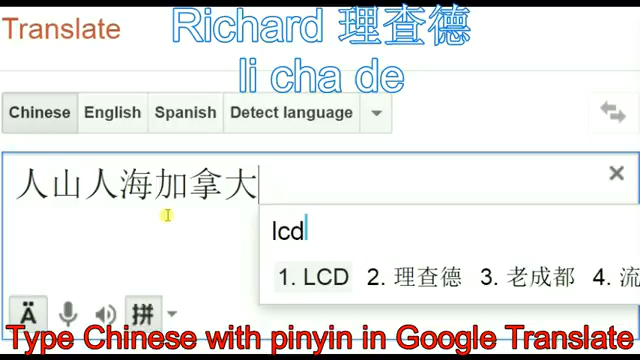 Translate
Richard 理查德
li cha de
Chinese English Spanish Detect language
人山人海加拿大
lcd
1. LCD 2. 理查德 3. 老成都 4. 流
Ä 拼
Type Chinese with pinyin in Google Translate